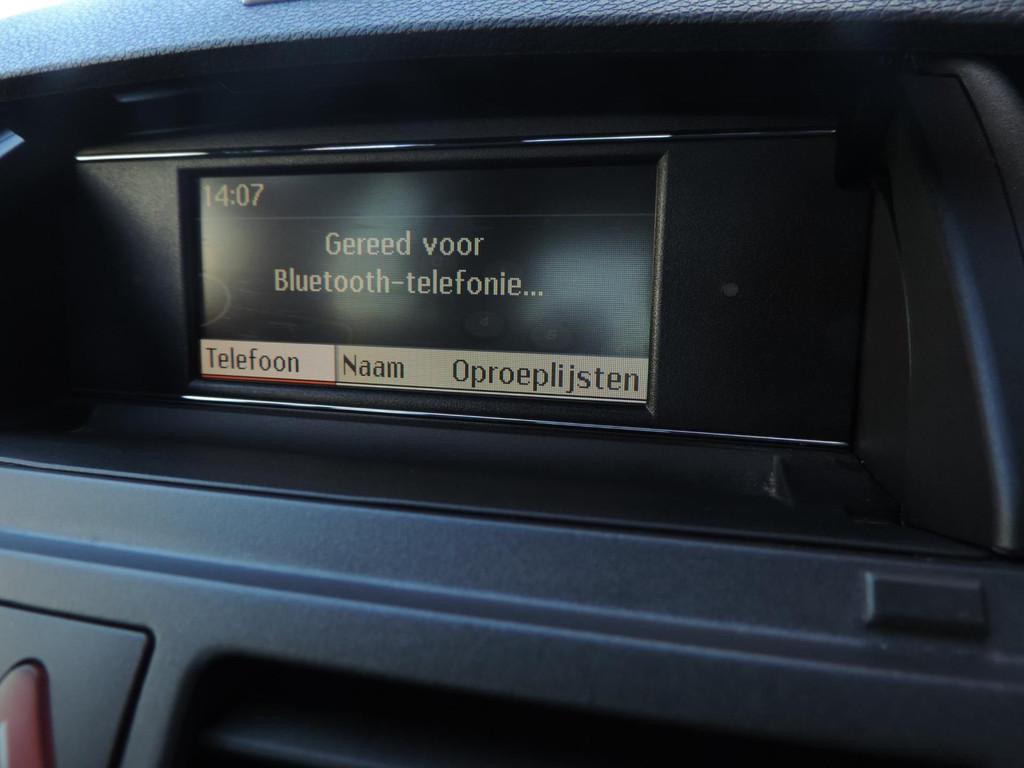 14:07
Gereed voor
Bluetooth-telefonie...
Telefoon Naam Oproeplijsten